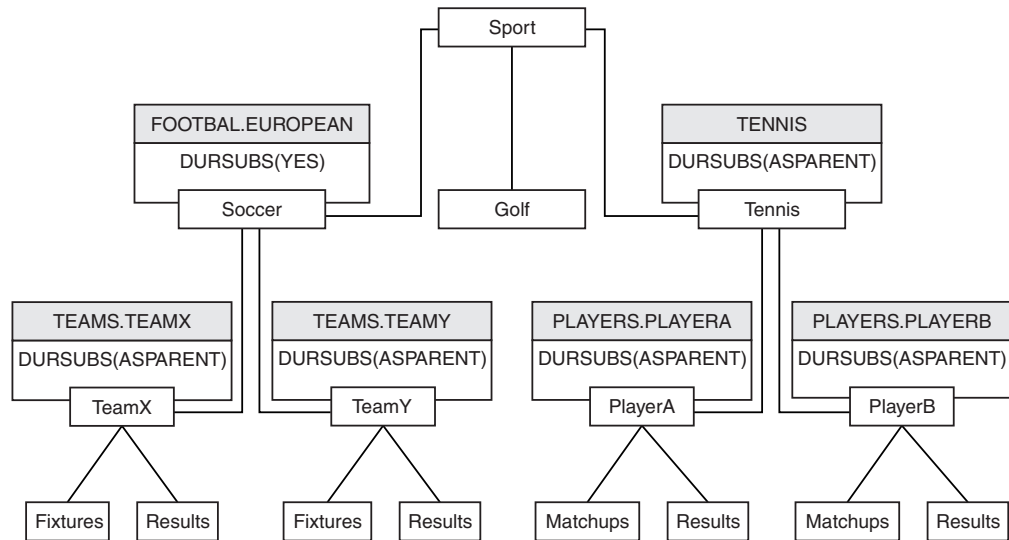 Sport
FOOTBAL.EUROPEAN
DURSUBS(YES)
Soccer
Golf
TENNIS
DURSUBS(ASPARENT)
Tennis
TEAMS.TEAMX
DURSUBS(ASPARENT)
TeamX
TEAMS.TEAMY
DURSUBS(ASPARENT)
TeamY
PLAYERS.PLAYERA
DURSUBS(ASPARENT)
PlayerA
PLAYERS.PLAYERB
DURSUBS(ASPARENT)
PlayerB
Fixtures
Results
Fixtures
Results
Matchups
Results
Matchups
Results